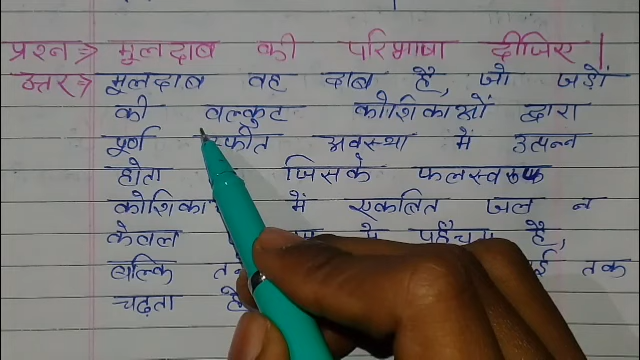 प्रश्न⇒ मूलदाब की परिभाषा दीजिए।
उत्तर⇒ मूलदाब वह दाब है, जो जड़ों
की वल्कुट कोशिकाओं द्वारा
पूर्ण स्फीत अवस्था में उत्पन्न
होता जिसके फलस्वरूप
कोशिका में एकत्रित जल न
केवल में पहुँचता है,
बल्कि तक
चढ़ता है